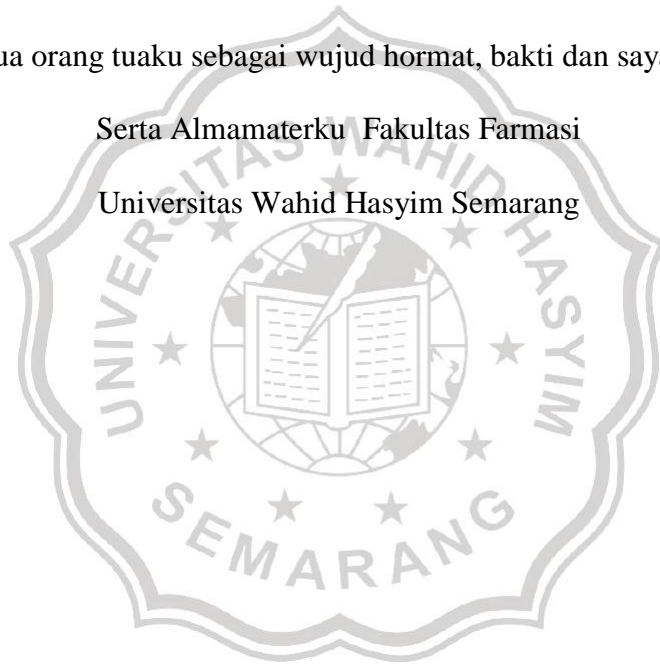 ua orang tuaku sebagai wujud hormat, bakti dan saya
Serta Almamaterku Fakultas Farmasi
Universitas Wahid Hasyim Semarang
UNIVERSITAS WAHID HASYIM
SEMARANG